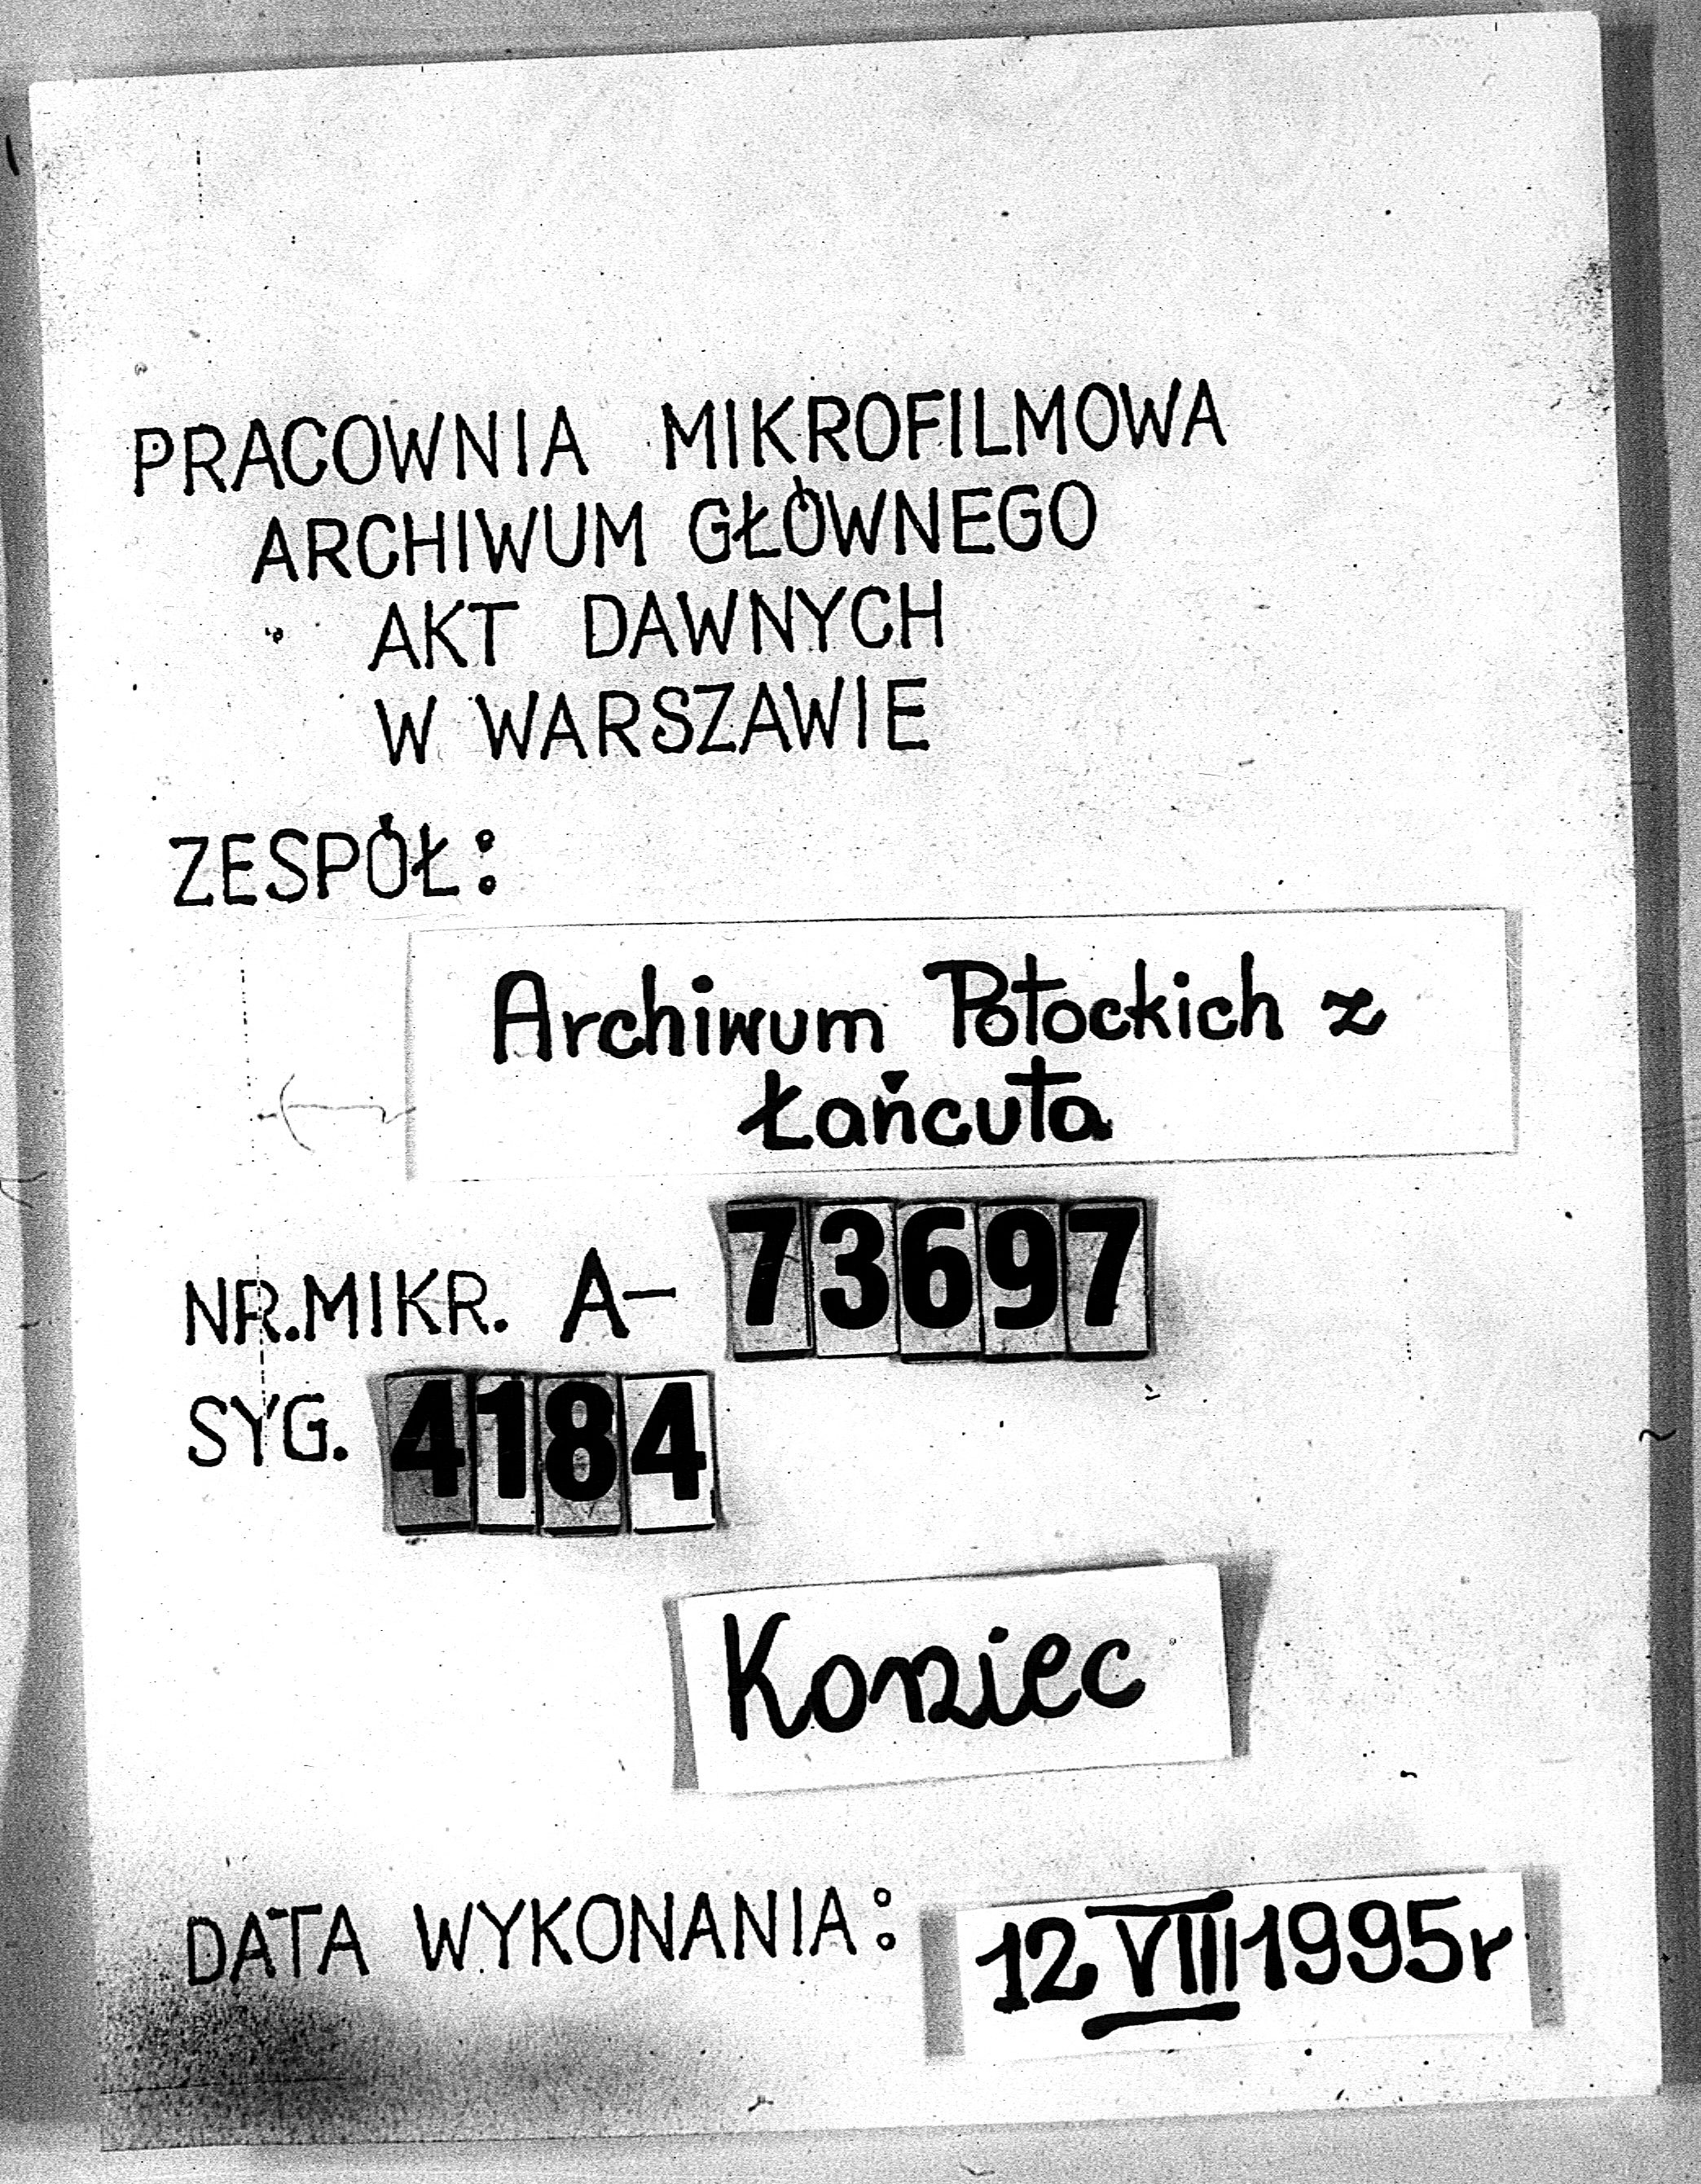 PRACOWNIA MIKROFILMOWA
ARCHIWUM GŁÓWNEGO
AKT DAWNYCH
W WARSZAWIE
ZESPÓŁ:
Archiwum Potockich z
Łańcuta
NR.MIKR. A- 73697
SYG. 4184
Koniec
DATA WYKONANIA: 12 VIII 1995r